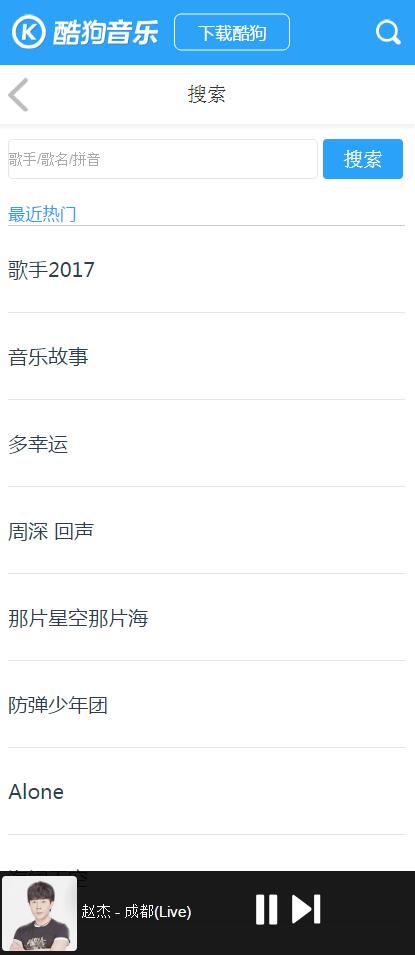 酷狗音乐
下载酷狗
搜索
歌手/歌名/拼音
搜索
最近热门
歌手2017
音乐故事
多幸运
周深 回声
那片星空那片海
防弹少年团
Alone
赵杰 - 成都(Live)